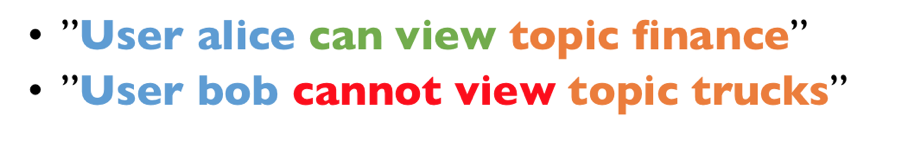 • ”User alice can view topic finance”
• ”User bob cannot view topic trucks”